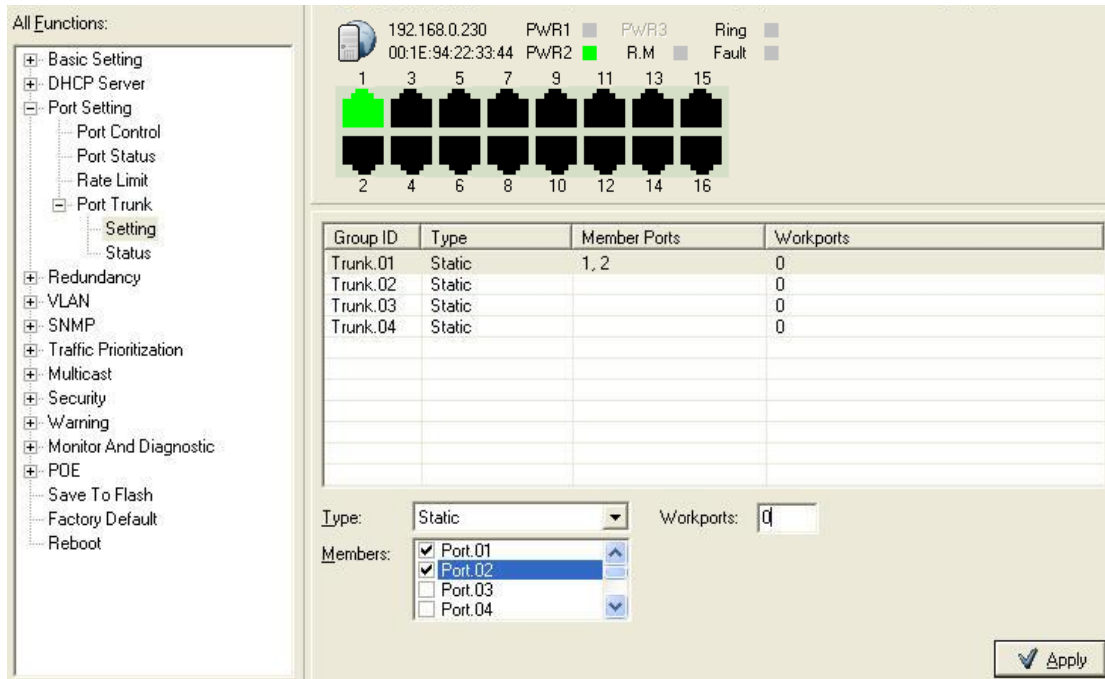 All Functions:
Basic Setting
DHCP Server
Port Setting
Port Control
Port Status
Rate Limit
Port Trunk
Setting
Status
Redundancy
VLAN
SNMP
Traffic Prioritization
Multicast
Security
Warning
Monitor And Diagnostic
POE
Save To Flash
Factory Default
Reboot
192.168.0.230 PWR1 PWR3 Ring
00:1E:94:22:33:44 PWR2 R.M Fault
1 3 5 7 9 11 13 15
2 4 6 8 10 12 14 16
Group ID Type Member Ports Workports
Trunk.01 Static 1, 2 0
Trunk.02 Static 0
Trunk.03 Static 0
Trunk.04 Static 0
Type: Static Workports: 0
Members: Port.01
Port.02
Port.03
Port.04
Apply